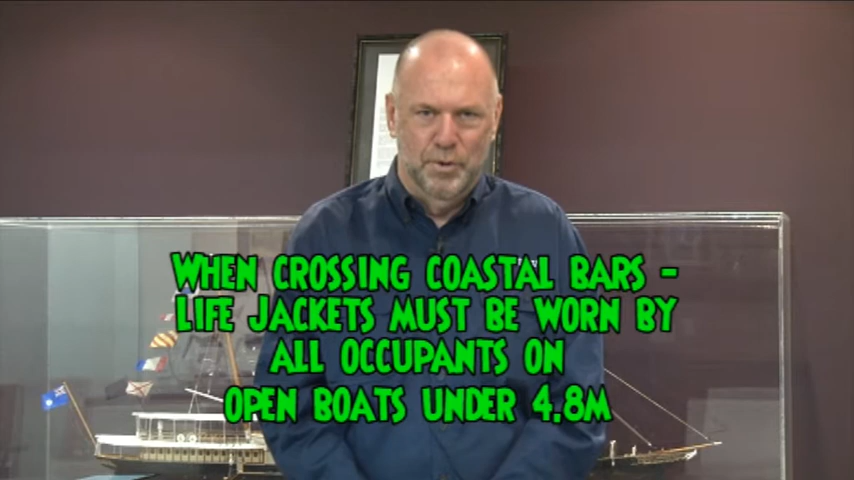 When crossing coastal bars -
Life Jackets must be worn by
all occupants on
open boats under 4.8m